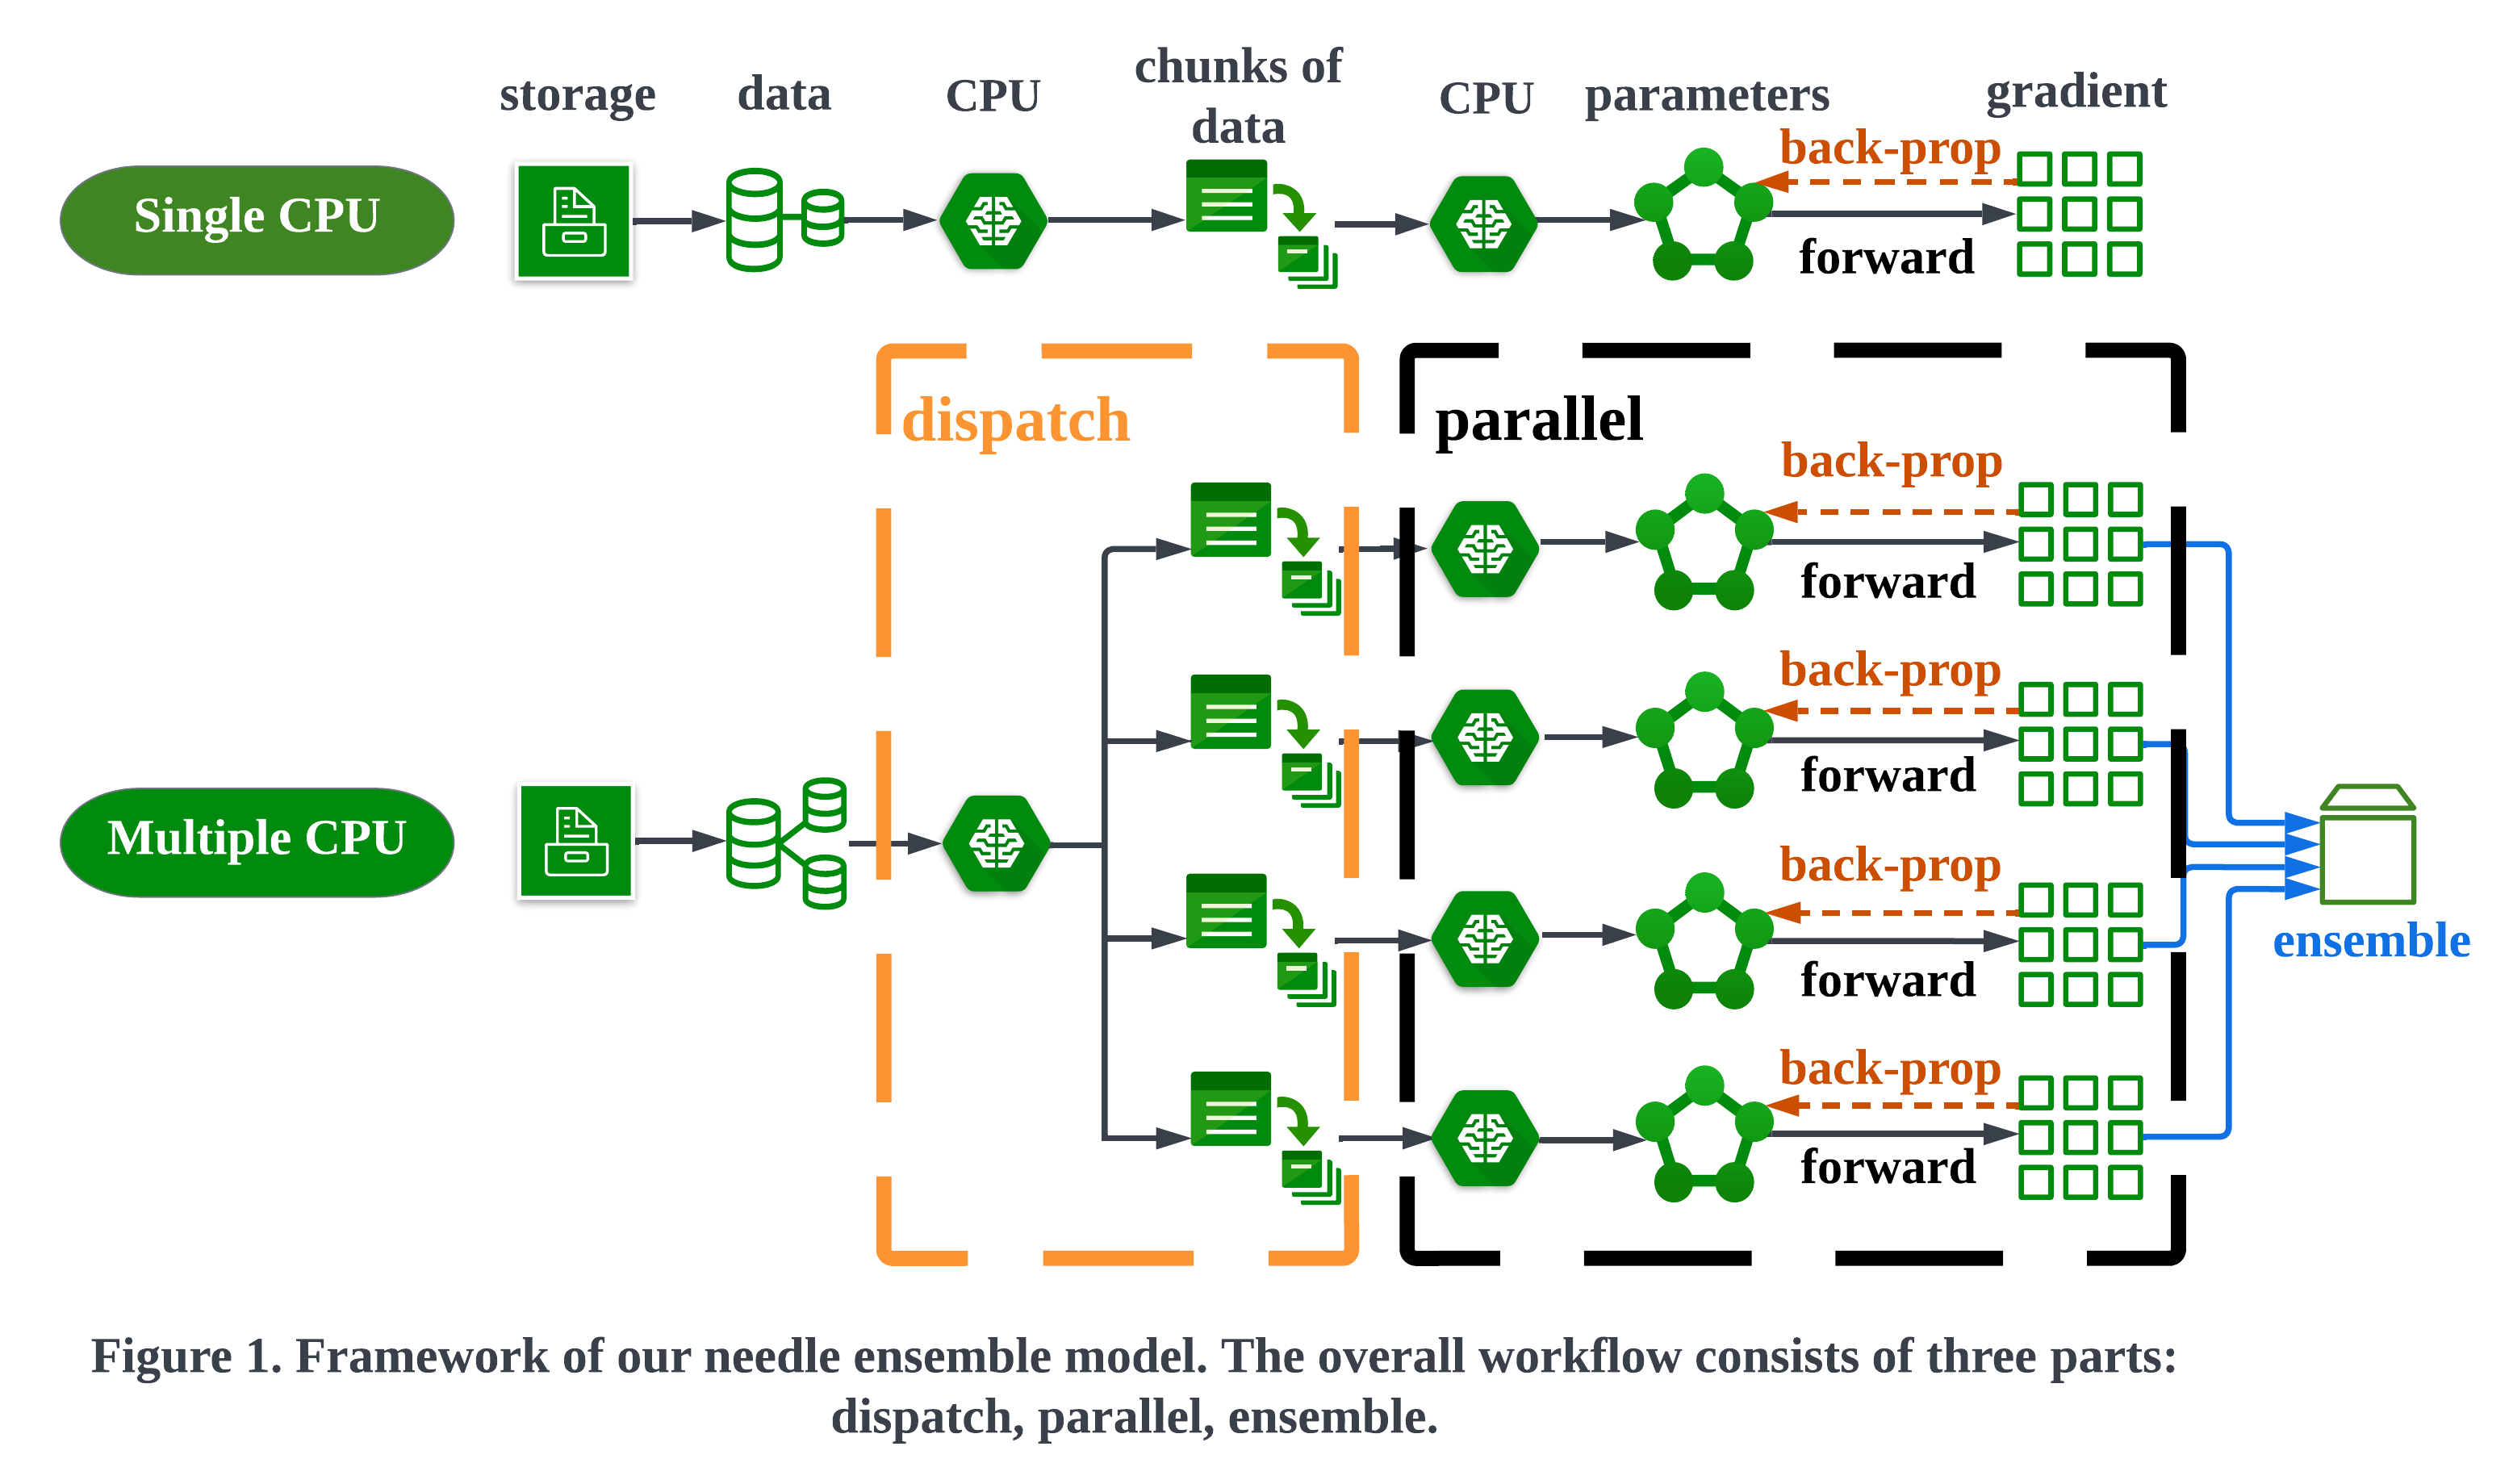 storage
data
CPU
chunks of
data
CPU
parameters
gradient
back-prop
Single CPU
forward
dispatch
parallel
back-prop
forward
back-prop
forward
Multiple CPU
back-prop
ensemble
forward
back-prop
forward
Figure 1. Framework of our needle ensemble model. The overall workflow consists of three parts:
dispatch, parallel, ensemble.